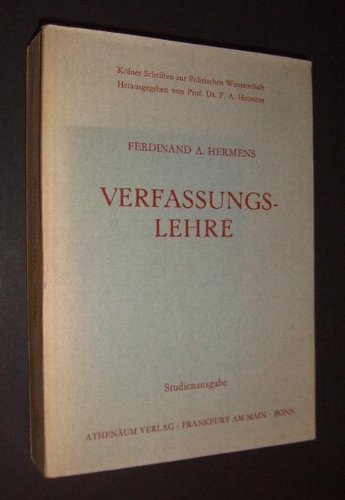 Kölner Schriften zur Politischen Wissenschaft
Herausgegeben von Prof. Dr. F. A. Hermens
FERDINAND A. HERMENS
VERFASSUNGS-
LEHRE
Studienausgabe
ATHENÄUM VERLAG · FRANKFURT AM MAIN · BONN